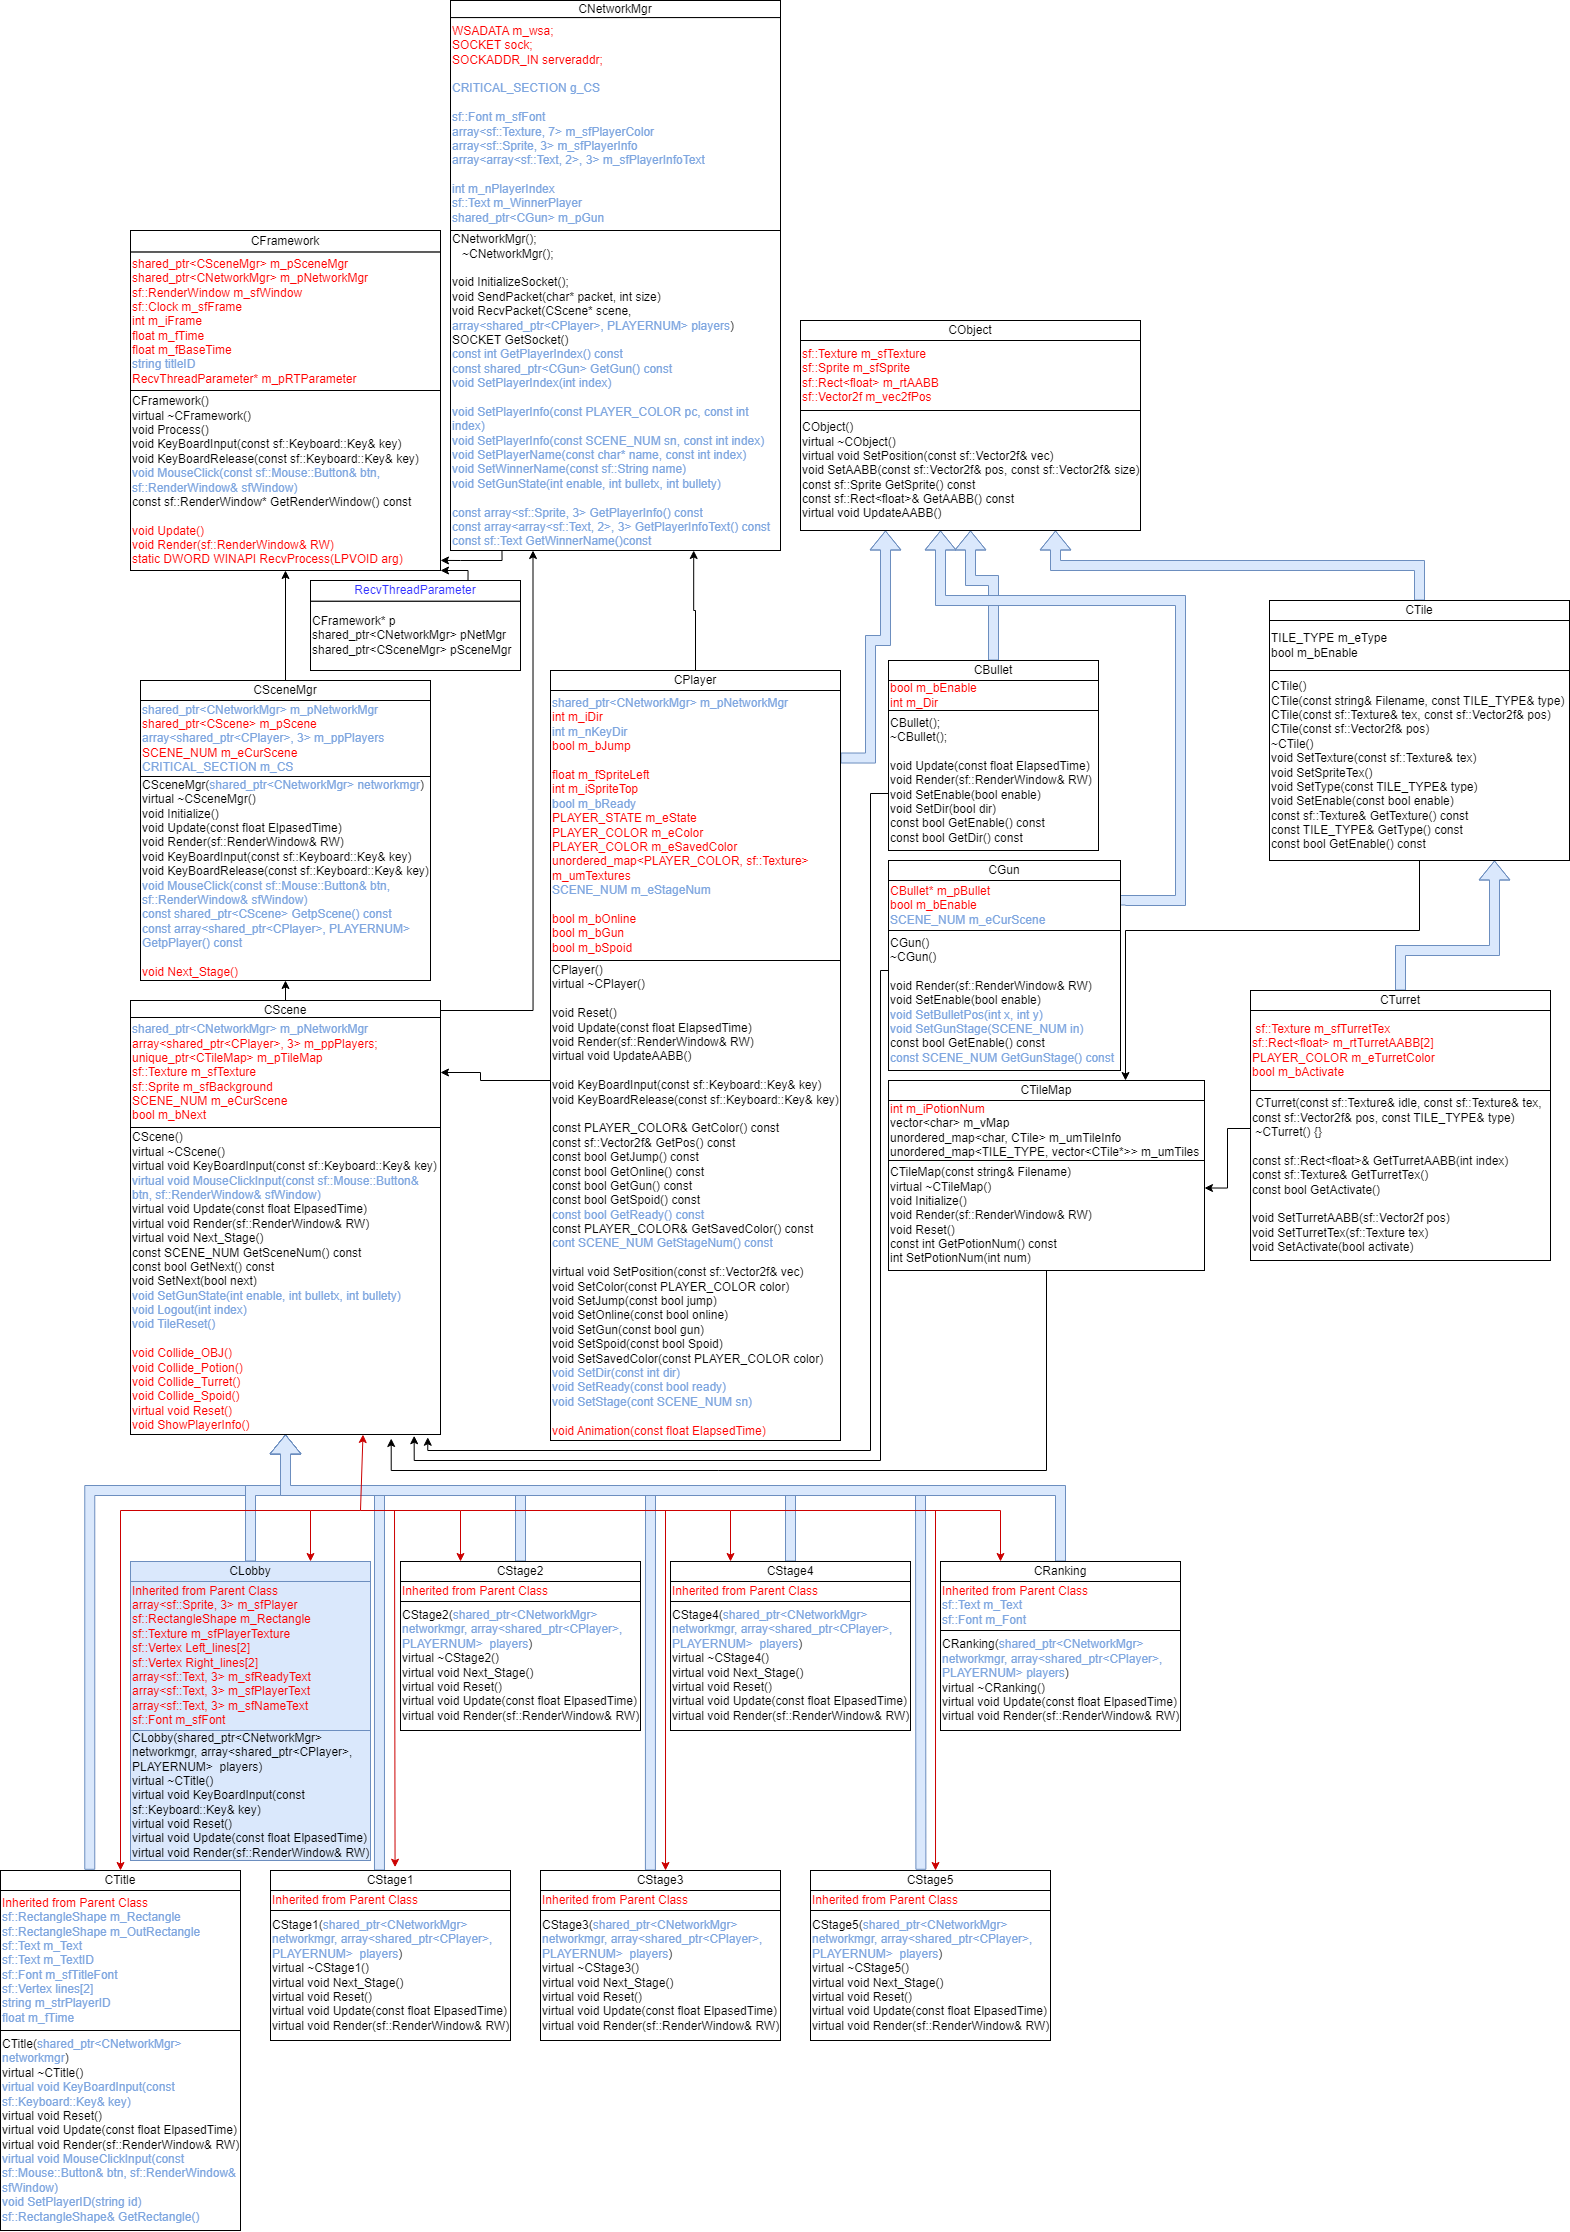 CNetworkMgr
WSADATA m_wsa;
SOCKET sock;
SOCKADDR_IN serveraddr;
CRITICAL_SECTION g_CS
sf::Font m_sfFont
array<sf::Texture, 7> m_sfPlayerColor
array<sf::Sprite, 3> m_sfPlayerInfo
array<array<sf::Text, 2>, 3> m_sfPlayerInfoText
int m_nPlayerIndex
sf::Text m_WinnerPlayer
shared_ptr<CGun> m_pGun
CNetworkMgr();
~CNetworkMgr();
void InitializeSocket();
void SendPacket(char* packet, int size)
void RecvPacket(CScene* scene,
array<shared_ptr<CPlayer>, PLAYERNUM> players)
SOCKET GetSocket()
const int GetPlayerIndex() const
const shared_ptr<CGun> GetGun() const
void SetPlayerIndex(int index)
void SetPlayerInfo(const PLAYER_COLOR pc, const int
index)
void SetPlayerInfo(const SCENE_NUM sn, const int index)
void SetPlayerName(const char* name, const int index)
void SetWinnerName(const sf::String name)
void SetGunState(int enable, int bulletx, int bullety)
const array<sf::Sprite, 3> GetPlayerInfo() const
const array<array<sf::Text, 2>, 3> GetPlayerInfoText() const
const sf::Text GetWinnerName()const
CFramework
shared_ptr<CSceneMgr> m_pSceneMgr
shared_ptr<CNetworkMgr> m_pNetworkMgr
sf::RenderWindow m_sfWindow
sf::Clock m_sfFrame
int m_iFrame
float m_fTime
float m_fBaseTime
string titleID
RecvThreadParameter* m_pRTParameter
CFramework()
virtual ~CFramework()
void Process()
void KeyBoardInput(const sf::Keyboard::Key& key)
void KeyBoardRelease(const sf::Keyboard::Key& key)
void MouseClick(const sf::Mouse::Button& btn,
sf::RenderWindow& sfWindow)
const sf::RenderWindow* GetRenderWindow() const
void Update()
void Render(sf::RenderWindow& RW)
static DWORD WINAPI RecvProcess(LPVOID arg)
CObject
sf::Texture m_sfTexture
sf::Sprite m_sfSprite
sf::Rect<float> m_rtAABB
sf::Vector2f m_vec2fPos
CObject()
virtual ~CObject()
virtual void SetPosition(const sf::Vector2f& vec)
void SetAABB(const sf::Vector2f& pos, const sf::Vector2f& size)
const sf::Sprite GetSprite() const
const sf::Rect<float>& GetAABB() const
virtual void UpdateAABB()
RecvThreadParameter
CFramework* p
shared_ptr<CNetworkMgr> pNetMgr
shared_ptr<CSceneMgr> pSceneMgr
CTile
TILE_TYPE m_eType
bool m_bEnable
CTile()
CTile(const string& Filename, const TILE_TYPE& type)
CTile(const sf::Texture& tex, const sf::Vector2f& pos)
CTile(const sf::Vector2f& pos)
~CTile()
void SetTexture(const sf::Texture& tex)
void SetSpriteTex()
void SetType(const TILE_TYPE& type)
void SetEnable(const bool enable)
const sf::Texture& GetTexture() const
const TILE_TYPE& GetType() const
const bool GetEnable() const
CSceneMgr
shared_ptr<CNetworkMgr> m_pNetworkMgr
shared_ptr<CScene> m_pScene
array<shared_ptr<CPlayer>, 3> m_ppPlayers
SCENE_NUM m_eCurScene
CRITICAL_SECTION m_CS
CSceneMgr(shared_ptr<CNetworkMgr> networkmgr)
virtual ~CSceneMgr()
void Initialize()
void Update(const float ElpasedTime)
void Render(sf::RenderWindow& RW)
void KeyBoardInput(const sf::Keyboard::Key& key)
void KeyBoardRelease(const sf::Keyboard::Key& key)
void MouseClick(const sf::Mouse::Button& btn,
sf::RenderWindow& sfWindow)
const shared_ptr<CScene> GetpScene() const
const array<shared_ptr<CPlayer>, PLAYERNUM>
GetpPlayer() const
void Next_Stage()
CPlayer
shared_ptr<CNetworkMgr> m_pNetworkMgr
int m_iDir
int m_nKeyDir
bool m_bJump
float m_fSpriteLeft
int m_iSpriteTop
bool m_bReady
PLAYER_STATE m_eState
PLAYER_COLOR m_eColor
PLAYER_COLOR m_eSavedColor
unordered_map<PLAYER_COLOR, sf::Texture>
m_umTextures
SCENE_NUM m_eStageNum
bool m_bOnline
bool m_bGun
bool m_bSpoid
CPlayer()
virtual ~CPlayer()
void Reset()
void Update(const float ElapsedTime)
void Render(sf::RenderWindow& RW)
virtual void UpdateAABB()
void KeyBoardInput(const sf::Keyboard::Key& key)
void KeyBoardRelease(const sf::Keyboard::Key& key)
const PLAYER_COLOR& GetColor() const
const sf::Vector2f& GetPos() const
const bool GetJump() const
const bool GetOnline() const
const bool GetGun() const
const bool GetSpoid() const
const bool GetReady() const
const PLAYER_COLOR& GetSavedColor() const
cont SCENE_NUM GetStageNum() const
virtual void SetPosition(const sf::Vector2f& vec)
void SetColor(const PLAYER_COLOR color)
void SetJump(const bool jump)
void SetOnline(const bool online)
void SetGun(const bool gun)
void SetSpoid(const bool Spoid)
void SetSavedColor(const PLAYER_COLOR color)
void SetDir(const int dir)
void SetReady(const bool ready)
void SetStage(cont SCENE_NUM sn)
void Animation(const float ElapsedTime)
CBullet
bool m_bEnable
int m_Dir
CBullet();
~CBullet();
void Update(const float ElapsedTime)
void Render(sf::RenderWindow& RW)
void SetEnable(bool enable)
void SetDir(bool dir)
const bool GetEnable() const
const bool GetDir() const
CGun
CBullet* m_pBullet
bool m_bEnable
SCENE_NUM m_eCurScene
CGun()
~CGun()
void Render(sf::RenderWindow& RW)
void SetEnable(bool enable)
void SetBulletPos(int x, int y)
void SetGunStage(SCENE_NUM in)
const bool GetEnable() const
const SCENE_NUM GetGunStage() const
CTurret
sf::Texture m_sfTurretTex
sf::Rect<float> m_rtTurretAABB[2]
PLAYER_COLOR m_eTurretColor
bool m_bActivate
CTurret(const sf::Texture& idle, const sf::Texture& tex,
const sf::Vector2f& pos, const TILE_TYPE& type)
~CTurret() {}
const sf::Rect<float>& GetTurretAABB(int index)
const sf::Texture& GetTurretTex()
const bool GetActivate()
void SetTurretAABB(sf::Vector2f pos)
void SetTurretTex(sf::Texture tex)
void SetActivate(bool activate)
CTileMap
int m_iPotionNum
vector<char> m_vMap
unordered_map<char, CTile> m_umTileInfo
unordered_map<TILE_TYPE, vector<CTile*>> m_umTiles
CTileMap(const string& Filename)
virtual ~CTileMap()
void Initialize()
void Render(sf::RenderWindow& RW)
void Reset()
const int GetPotionNum() const
int SetPotionNum(int num)
CScene
shared_ptr<CNetworkMgr> m_pNetworkMgr
array<shared_ptr<CPlayer>, 3> m_ppPlayers;
unique_ptr<CTileMap> m_pTileMap
sf::Texture m_sfTexture
sf::Sprite m_sfBackground
SCENE_NUM m_eCurScene
bool m_bNext
CScene()
virtual ~CScene()
virtual void KeyBoardInput(const sf::Keyboard::Key& key)
virtual void MouseClickInput(const sf::Mouse::Button&
btn, sf::RenderWindow& sfWindow)
virtual void Update(const float ElapsedTime)
virtual void Render(sf::RenderWindow& RW)
virtual void Next_Stage()
const SCENE_NUM GetSceneNum() const
const bool GetNext() const
void SetNext(bool next)
void SetGunState(int enable, int bulletx, int bullety)
void Logout(int index)
void TileReset()
void Collide_OBJ()
void Collide_Potion()
void Collide_Turret()
void Collide_Spoid()
virtual void Reset()
void ShowPlayerInfo()
CLobby
Inherited from Parent Class
array<sf::Sprite, 3> m_sfPlayer
sf::RectangleShape m_Rectangle
sf::Texture m_sfPlayerTexture
sf::Vertex Left_lines[2]
sf::Vertex Right_lines[2]
array<sf::Text, 3> m_sfReadyText
array<sf::Text, 3> m_sfPlayerText
array<sf::Text, 3> m_sfNameText
sf::Font m_sfFont
CLobby(shared_ptr<CNetworkMgr>
networkmgr, array<shared_ptr<CPlayer>,
PLAYERNUM> players)
virtual ~CTitle()
virtual void KeyBoardInput(const
sf::Keyboard::Key& key)
virtual void Reset()
virtual void Update(const float ElpasedTime)
virtual void Render(sf::RenderWindow& RW)
CStage2
Inherited from Parent Class
CStage2(shared_ptr<CNetworkMgr>
networkmgr, array<shared_ptr<CPlayer>,
PLAYERNUM> players)
virtual ~CStage2()
virtual void Next_Stage()
virtual void Reset()
virtual void Update(const float ElpasedTime)
virtual void Render(sf::RenderWindow& RW)
CStage4
Inherited from Parent Class
CStage4(shared_ptr<CNetworkMgr>
networkmgr, array<shared_ptr<CPlayer>,
PLAYERNUM> players)
virtual ~CStage4()
virtual void Next_Stage()
virtual void Reset()
virtual void Update(const float ElpasedTime)
virtual void Render(sf::RenderWindow& RW)
CRanking
Inherited from Parent Class
sf::Text m_Text
sf::Font m_Font
CRanking(shared_ptr<CNetworkMgr>
networkmgr, array<shared_ptr<CPlayer>,
PLAYERNUM> players)
virtual ~CRanking()
virtual void Update(const float ElpasedTime)
virtual void Render(sf::RenderWindow& RW)
CTitle
Inherited from Parent Class
sf::RectangleShape m_Rectangle
sf::RectangleShape m_OutRectangle
sf::Text m_Text
sf::Text m_TextID
sf::Font m_sfTitleFont
sf::Vertex lines[2]
string m_strPlayerID
float m_fTime
CTitle(shared_ptr<CNetworkMgr>
networkmgr)
virtual ~CTitle()
virtual void KeyBoardInput(const
sf::Keyboard::Key& key)
virtual void Reset()
virtual void Update(const float ElpasedTime)
virtual void Render(sf::RenderWindow& RW)
virtual void MouseClickInput(const
sf::Mouse::Button& btn, sf::RenderWindow&
sfWindow)
void SetPlayerID(string id)
sf::RectangleShape& GetRectangle()
CStage1
Inherited from Parent Class
CStage1(shared_ptr<CNetworkMgr>
networkmgr, array<shared_ptr<CPlayer>,
PLAYERNUM> players)
virtual ~CStage1()
virtual void Next_Stage()
virtual void Reset()
virtual void Update(const float ElpasedTime)
virtual void Render(sf::RenderWindow& RW)
CStage3
Inherited from Parent Class
CStage3(shared_ptr<CNetworkMgr>
networkmgr, array<shared_ptr<CPlayer>,
PLAYERNUM> players)
virtual ~CStage3()
virtual void Next_Stage()
virtual void Reset()
virtual void Update(const float ElpasedTime)
virtual void Render(sf::RenderWindow& RW)
CStage5
Inherited from Parent Class
CStage5(shared_ptr<CNetworkMgr>
networkmgr, array<shared_ptr<CPlayer>,
PLAYERNUM> players)
virtual ~CStage5()
virtual void Next_Stage()
virtual void Reset()
virtual void Update(const float ElpasedTime)
virtual void Render(sf::RenderWindow& RW)